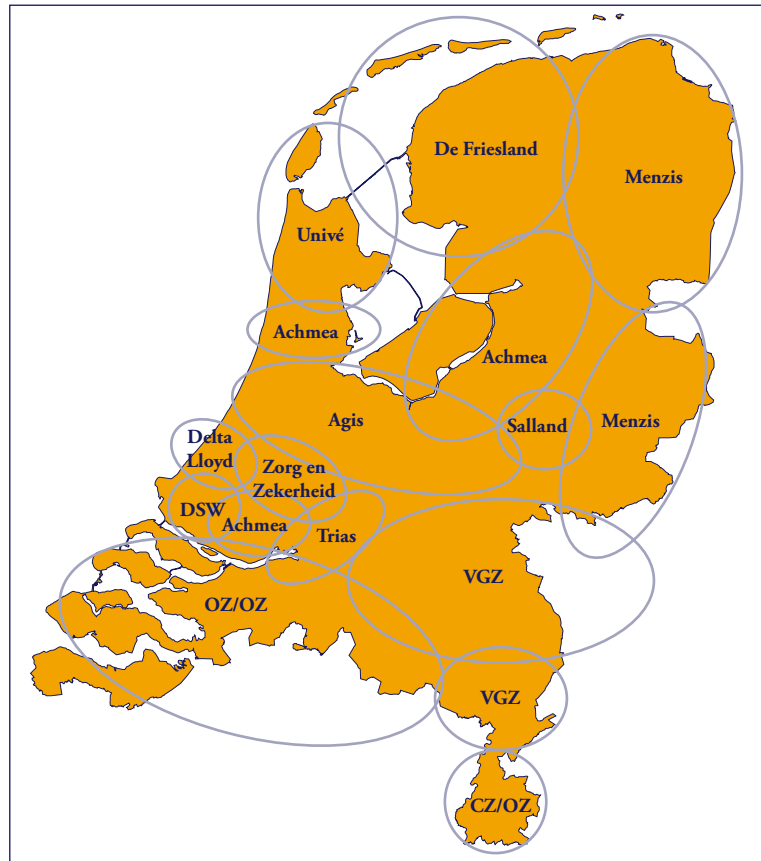 De Friesland
Menzis
Univé
Achmea
Achmea
Agis
Salland
Menzis
Delta
Lloyd
Zorg en
Zekerheid
DSW
Achmea
Trias
VGZ
OZ/OZ
VGZ
CZ/OZ